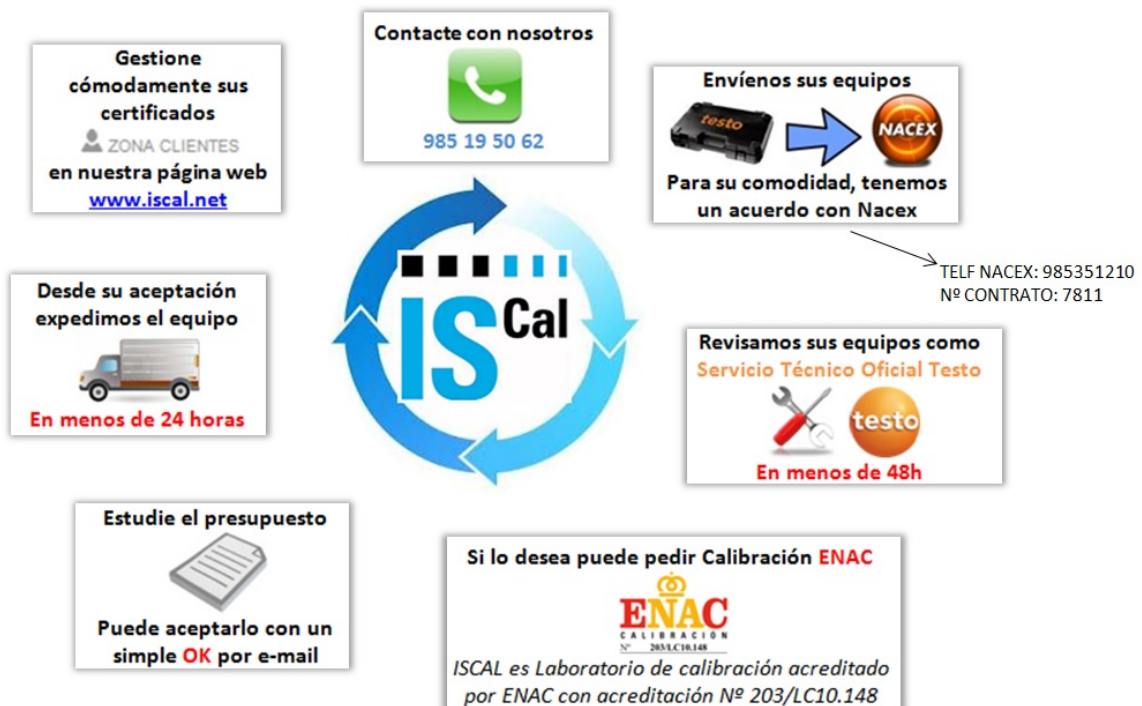 Contacte con nosotros
985 19 50 62
Envíenos sus equipos
testo
NACEX
Para su comodidad, tenemos
un acuerdo con Nacex
TELF NACEX: 985351210
Nº CONTRATO: 7811
Revisamos sus equipos como
Servicio Técnico Oficial Testo
testo
En menos de 48h
Si lo desea puede pedir Calibración ENAC
ENAC
CALIBRACIÓN
Nº 203/LC10.148
ISCAL es Laboratorio de calibración acreditado
por ENAC con acreditación Nº 203/LC10.148
Estudie el presupuesto
Puede aceptarlo con un
simple OK por e-mail
Desde su aceptación
expedimos el equipo
En menos de 24 horas
Gestione
cómodamente sus
certificados
ZONA CLIENTES
en nuestra página web
www.iscal.net
ISCal